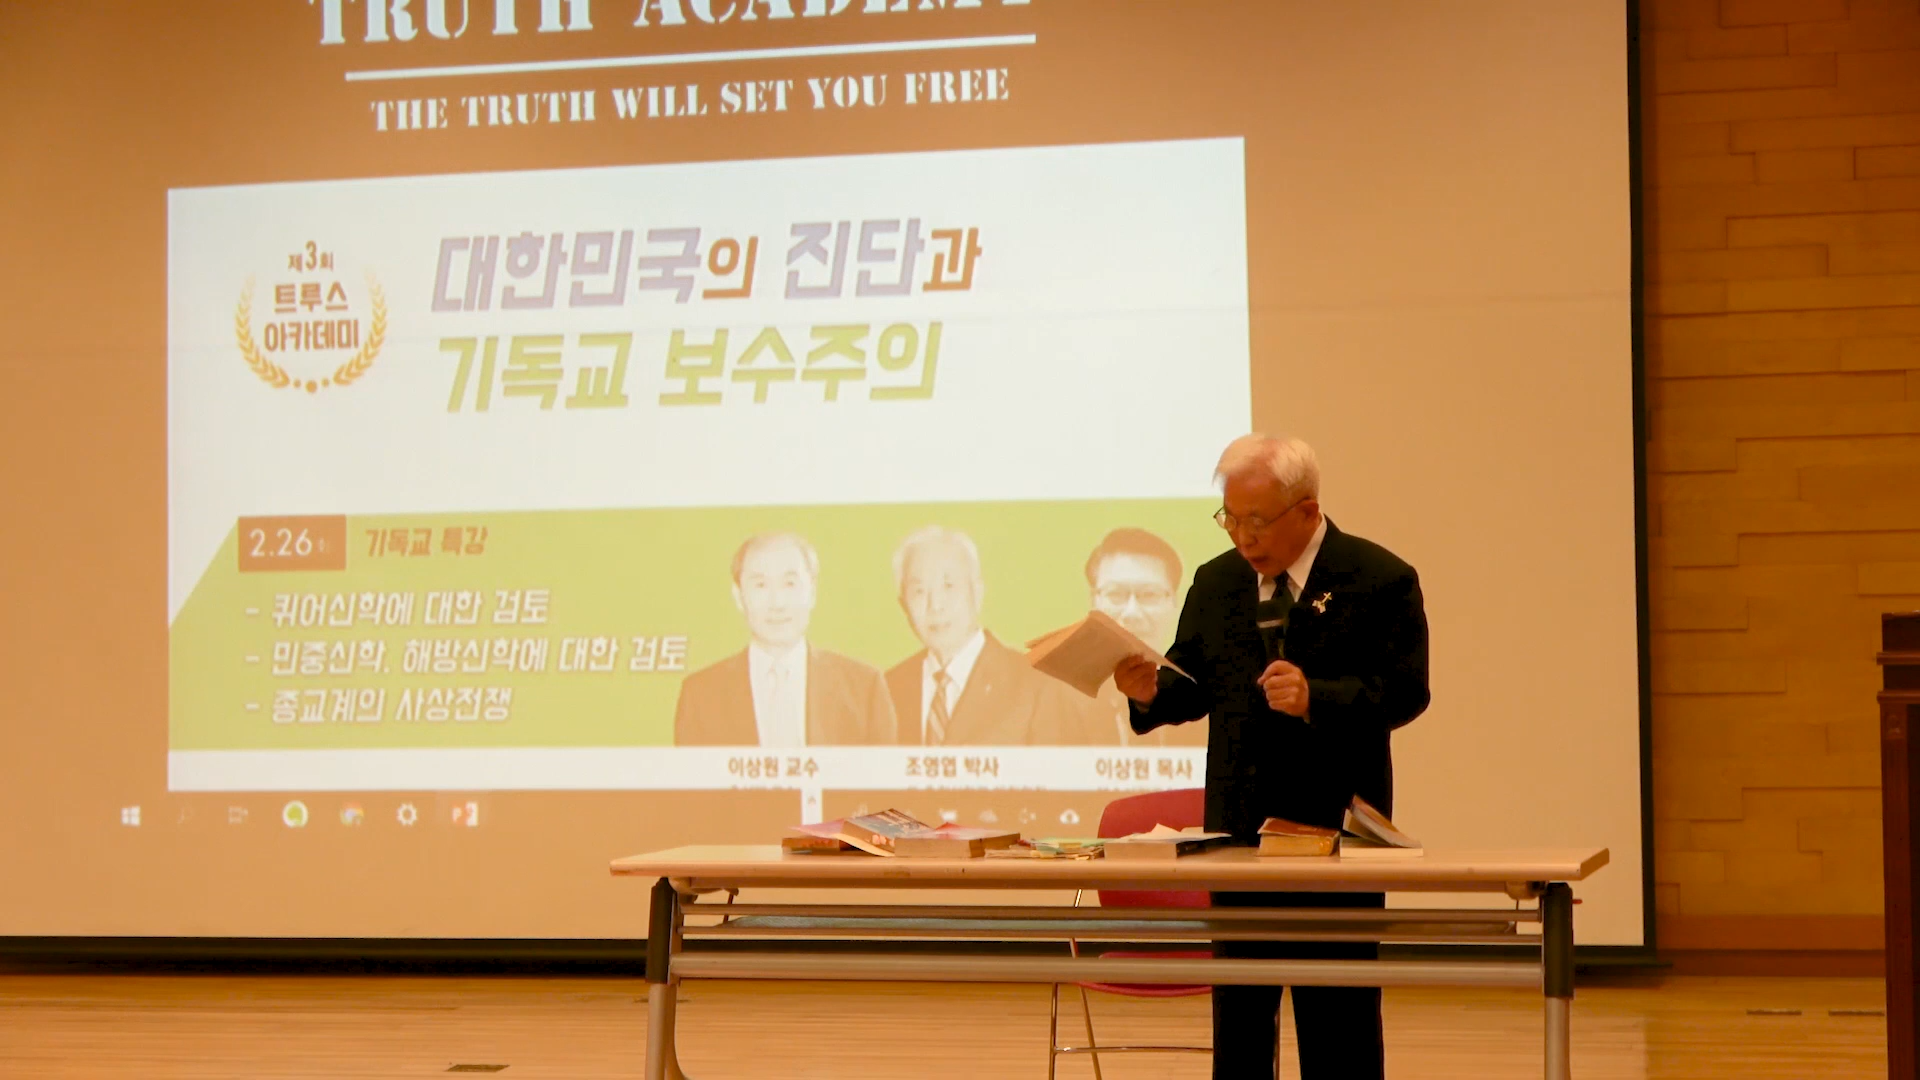 TRUTH ACADEMY
THE TRUTH WILL SET YOU FREE
제3회
트루스
아카데미
대한민국의 진단과
기독교 보수주의
2.26
기독교 특강
- 퀴어신학에 대한 검토
- 민중신학, 해방신학에 대한 검토
- 종교계의 사상전쟁
이상원 교수
조영엽 박사
이상원 목사